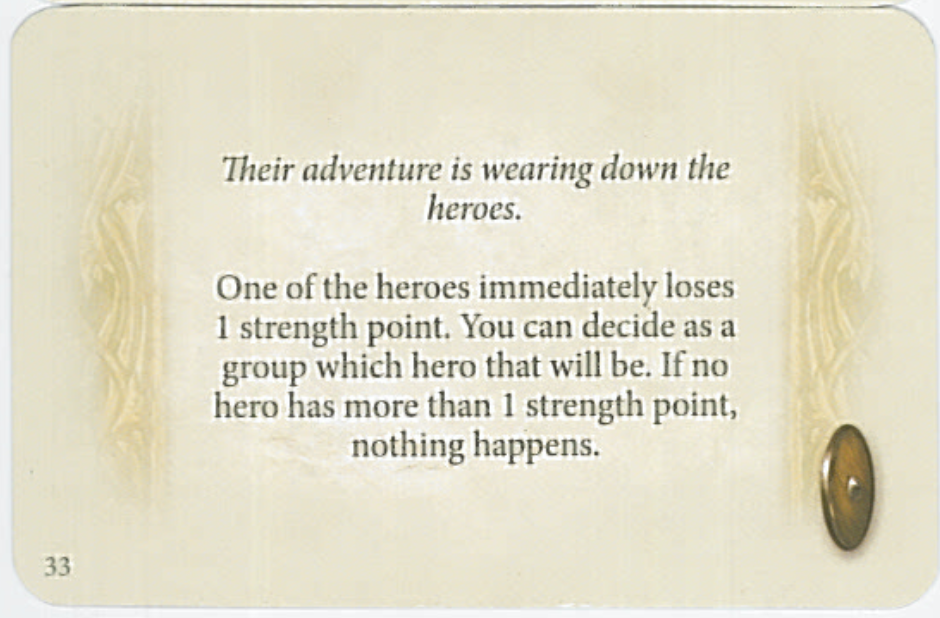 Their adventure is wearing down the
heroes.
One of the heroes immediately loses
1 strength point. You can decide as a
group which hero that will be. If no
hero has more than 1 strength point,
nothing happens.
33